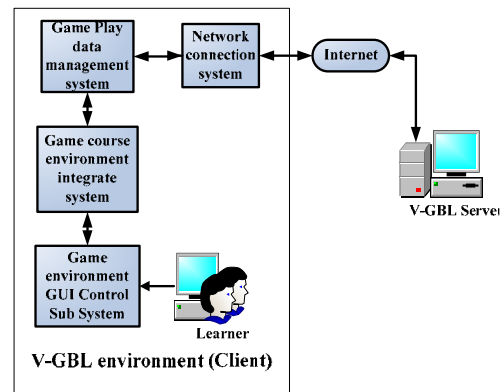 Game Play
data
management
system
Network
connection
system
Internet
Game course
environment
integrate
system
V-GBL Server
Game
environment
GUI Control
Sub System
Learner
V-GBL environment (Client)